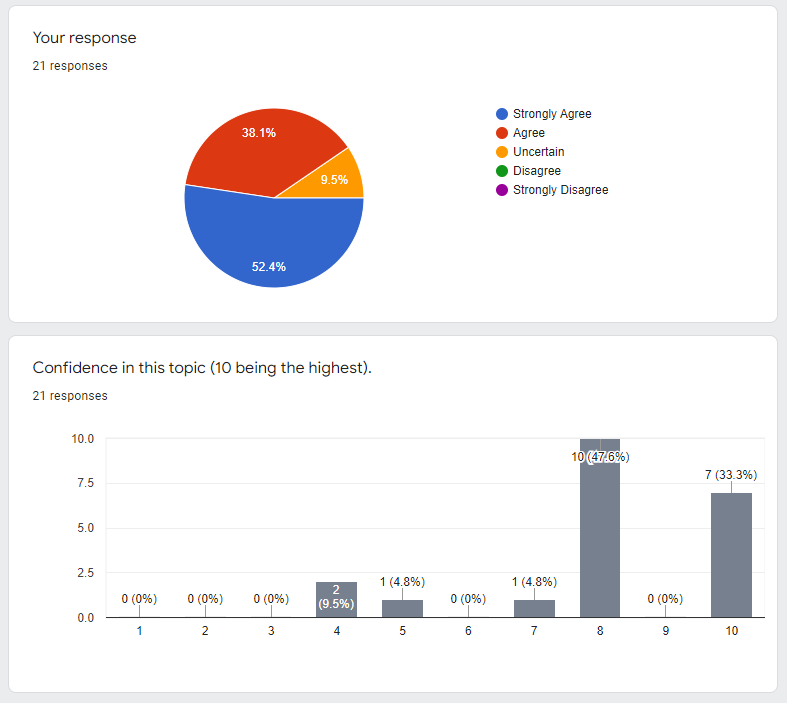 Your response
21 responses
38.1%
9.5%
52.4%
Strongly Agree
Agree
Uncertain
Disagree
Strongly Disagree
Confidence in this topic (10 being the highest).
21 responses
10.0
7.5
5.0
2.5
0.0
0 (0%)
0 (0%)
0 (0%)
2
(9.5%)
1 (4.8%)
0 (0%)
1 (4.8%)
10 (47.6%)
0 (0%)
7 (33.3%)
1 2 3 4 5 6 7 8 9 10